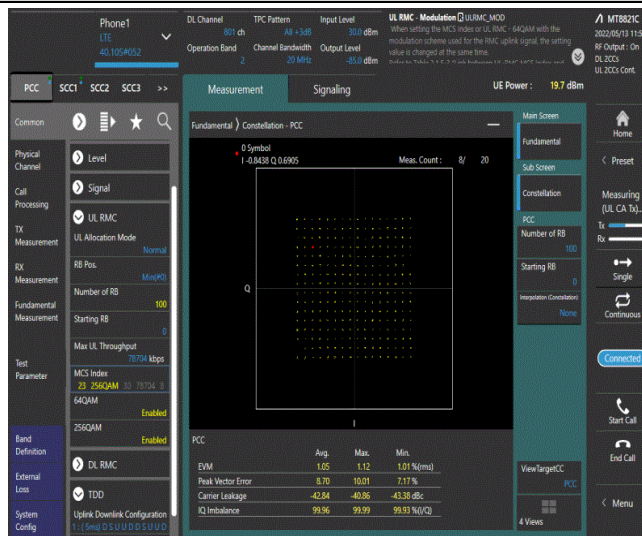 Phone1
LTE
40.105#052
DL Channel
801 ch
TPC Pattern
All +3dB
Input Level
30.0 dBm
Operation Band
2
Channel Bandwidth
20 MHz
Output Level
-85.0 dBm
UL RMC - Modulation UURMC_MOD
When setting the MCS index or UL RMC - 64QAM with the
modulation scheme used for the RMC uplink signal, the setting
value is changed at the same time.
MT8821C
2022/05/13 11:5
RF Output : On
DL 2CCs
UL 2CCs Cont.
PCC
SCC1
SCC2
SCC3
>>
Measurement
Signaling
UE Power : 19.7 dBm
Common
Physical
Channel
Call
Processing
TX
Measurement
RX
Measurement
Fundamental
Measurement
Test
Parameter
Band
Definition
External
Loss
System
Config
Level
Signal
UL RMC
UL Allocation Mode
Normal
RB Pos.
Min(#0)
Number of RB
100
Starting RB
0
Max UL Throughput
78704 kbps
MCS Index
23 256QAM 30 78704 8
64QAM
Enabled
256QAM
Enabled
DL RMC
TDD
Uplink Downlink Configuration
1 : ( 5ms) D S U U D D S U U D
Fundamental
Constellation - PCC
0 Symbol
I -0.8438 Q 0.6905
Meas. Count : 8/ 20
Q
I
PCC
Avg. Max. Min.
EVM 1.05 1.12 1.01 %(rms)
Peak Vector Error 8.70 10.01 7.17 %
Carrier Leakage -42.84 -40.86 -43.38 dBc
IQ Imbalance 99.96 99.99 99.93 %(I/Q)
Main Screen
Fundamental
Sub Screen
Constellation
PCC
Number of RB
100
Starting RB
0
Interpolation (Constellation)
None
ViewTargetCC
PCC
4 Views
Home
Preset
Measuring
(UL CA Tx)...
Tx
Rx
Single
Continuous
Connected
Start Call
End Call
Menu